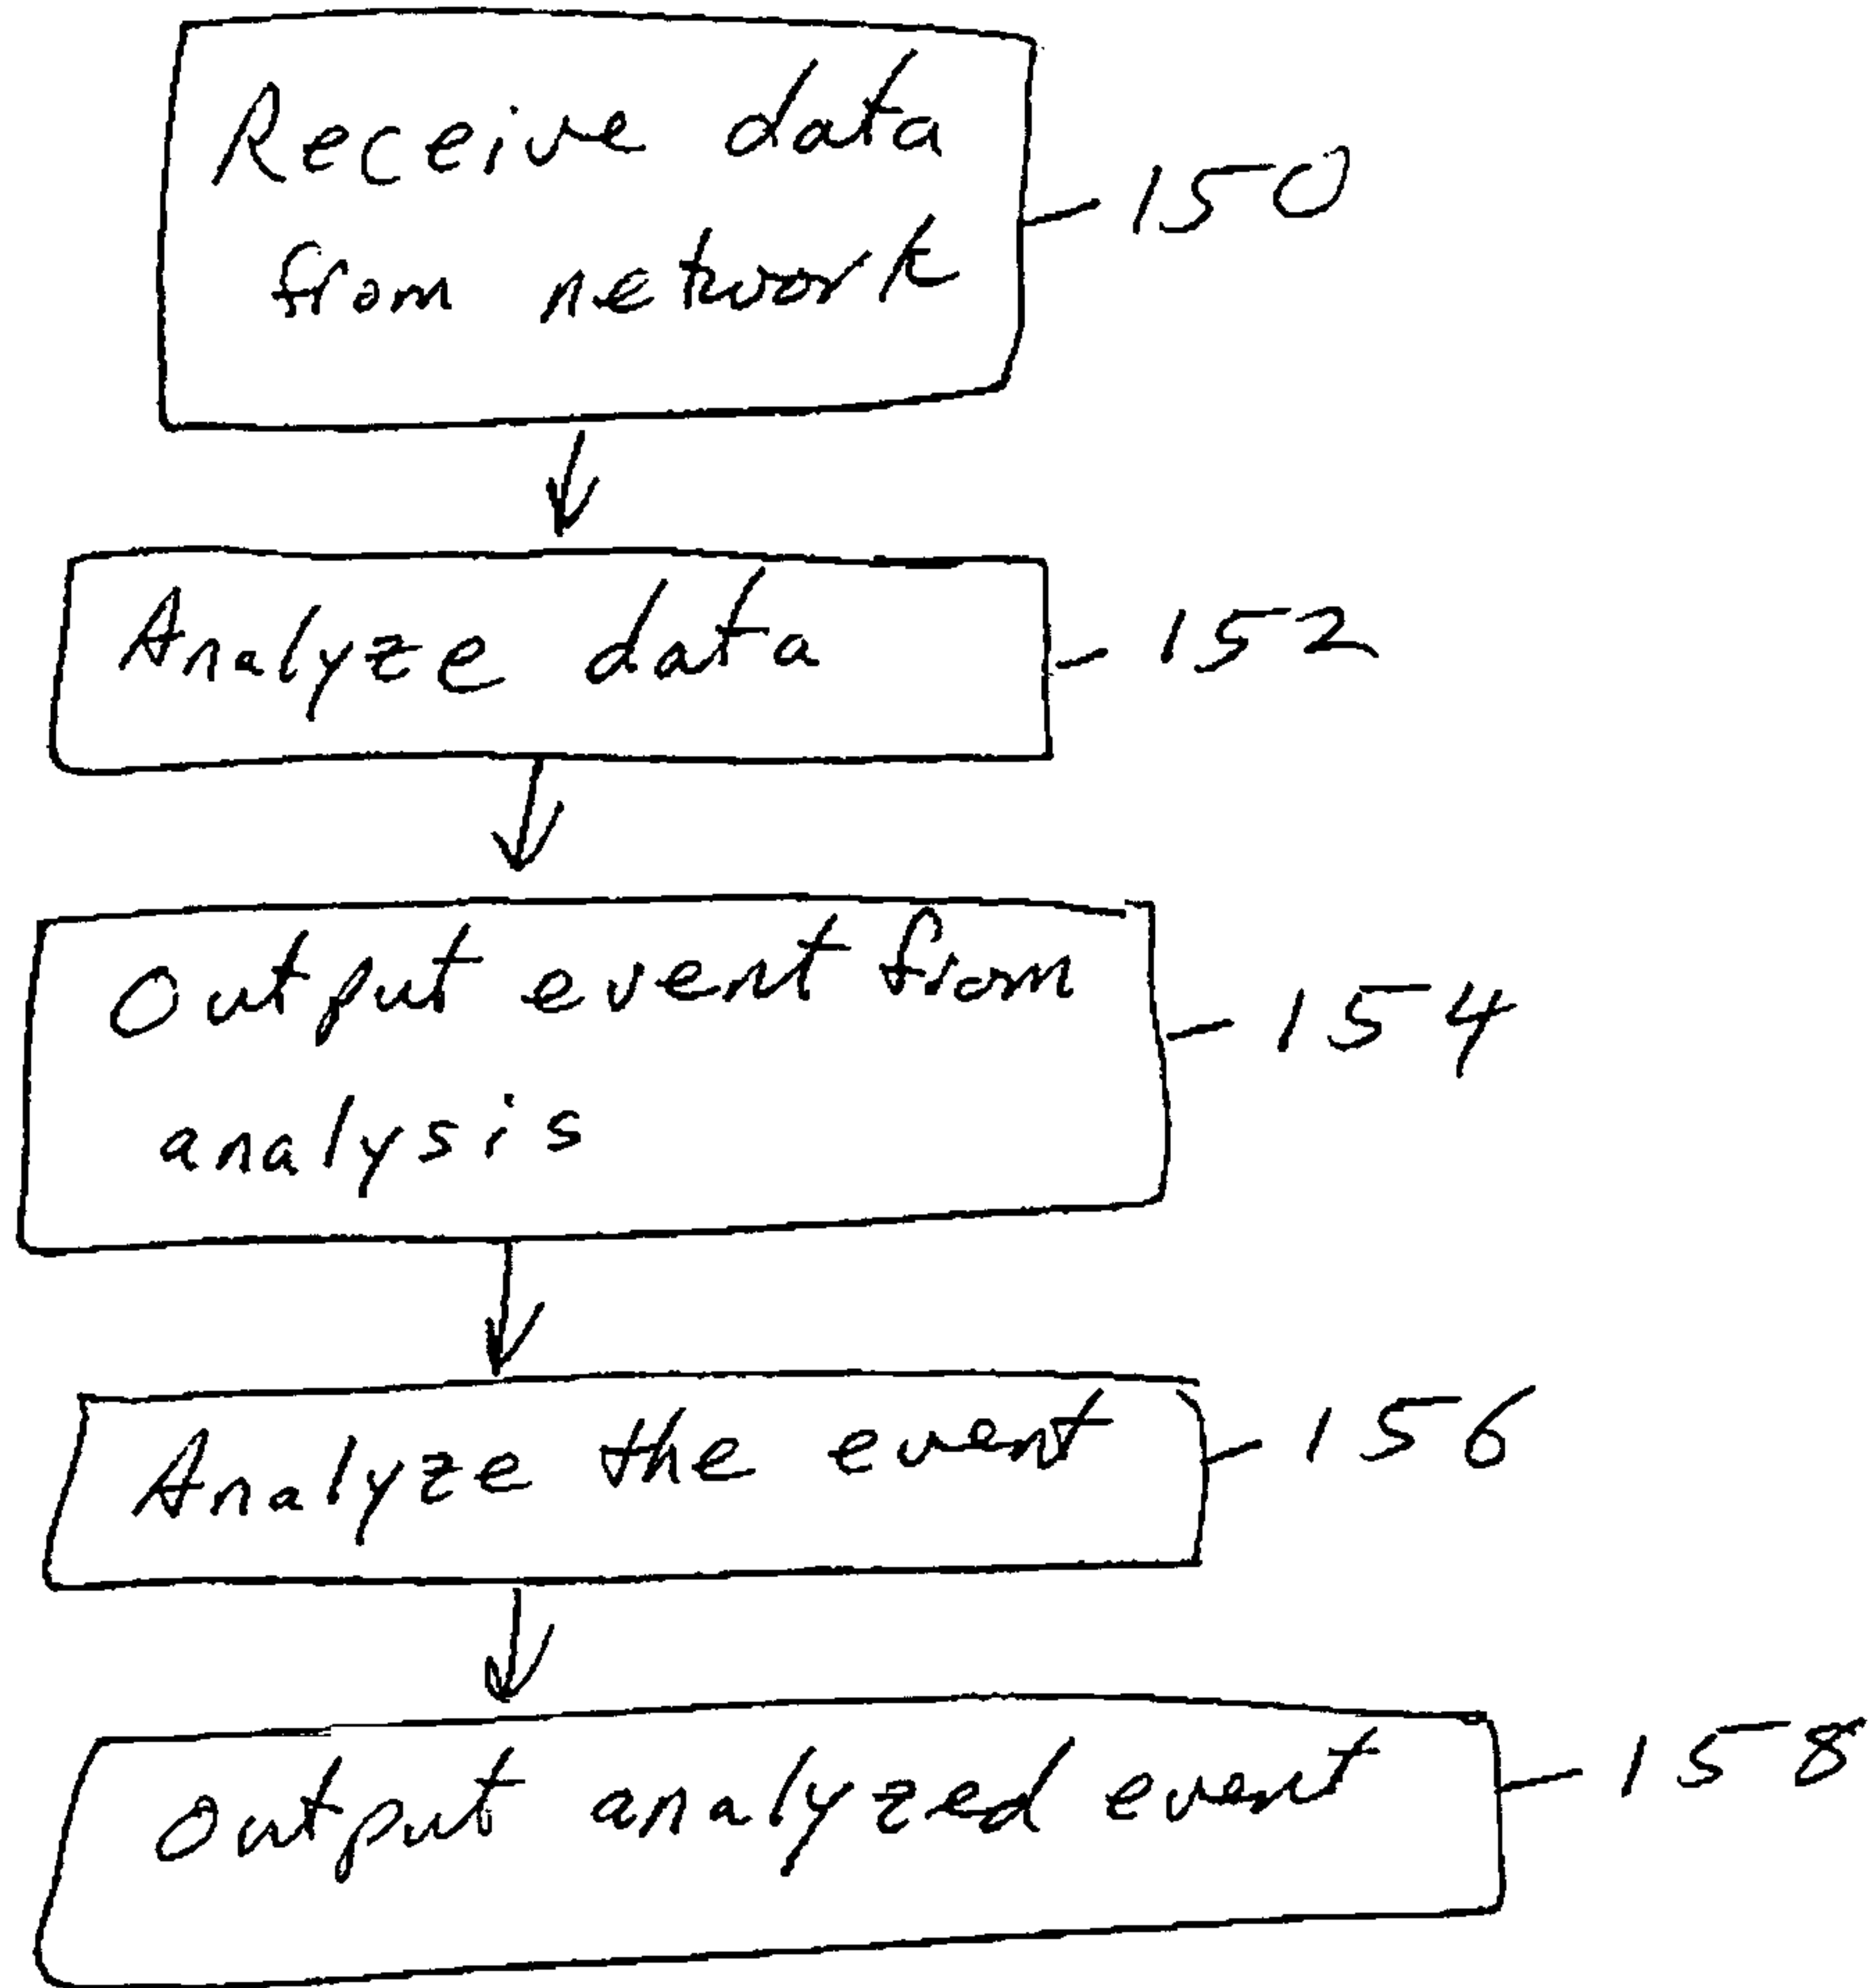 Receive data
from network
150
Analyze data
152
Output event from
analysis
154
Analyze the event
156
Output analyzed event
158